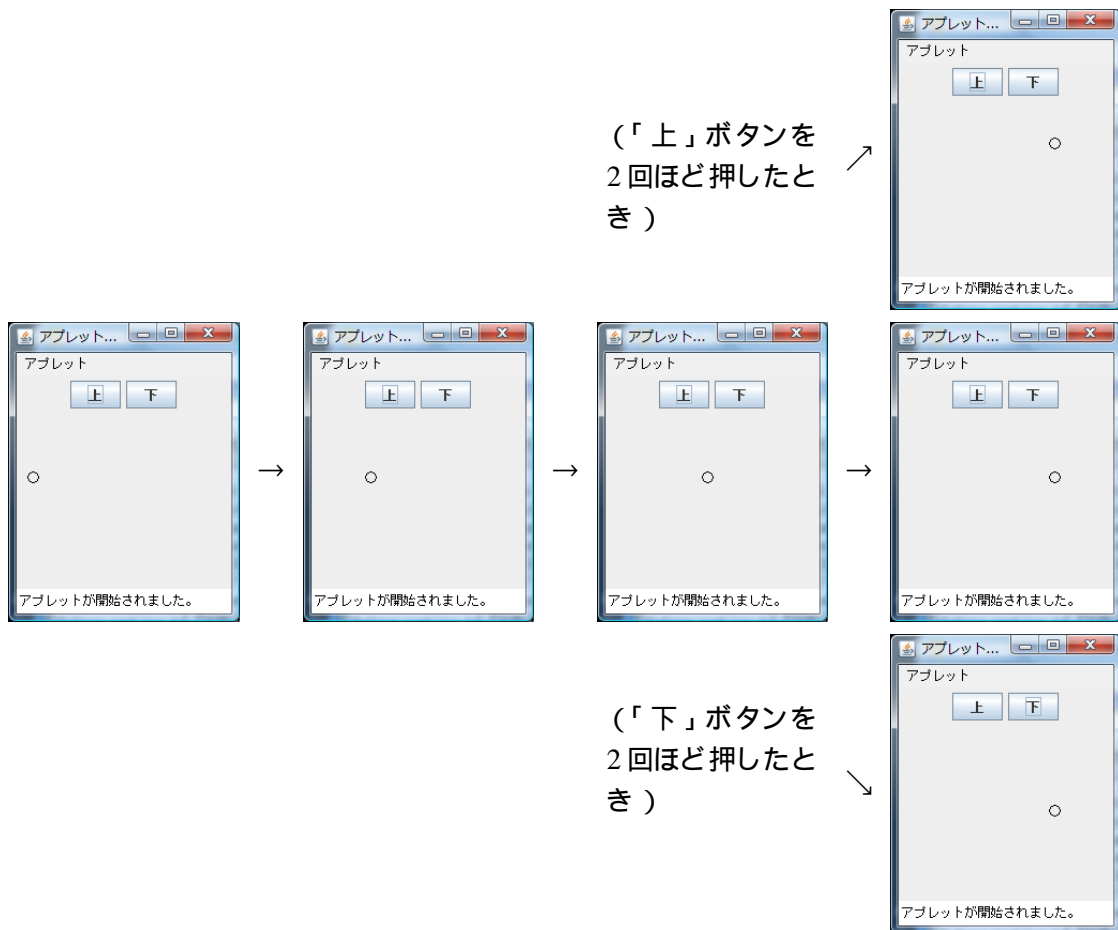 アプレット...
アプレット
上 下
アプレットが開始されました。
(「上」ボタンを
2回ほど押したと
き)
↗
アプレット...
アプレット
上 下
アプレットが開始されました。
→
アプレット...
アプレット
上 下
アプレットが開始されました。
→
アプレット...
アプレット
上 下
アプレットが開始されました。
→
アプレット...
アプレット
上 下
アプレットが開始されました。
(「下」ボタンを
2回ほど押したと
き)
↘
アプレット...
アプレット
上 下
アプレットが開始されました。